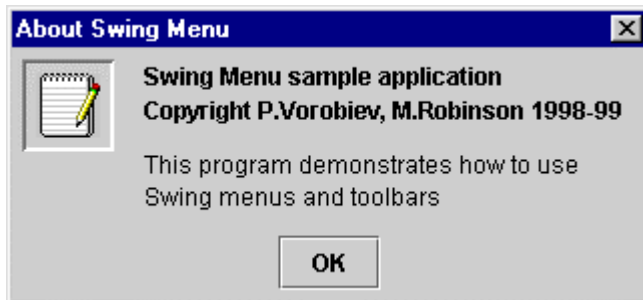 About Swing Menu
Swing Menu sample application
Copyright P.Vorobiev, M.Robinson 1998-99
This program demonstrates how to use
Swing menus and toolbars
OK